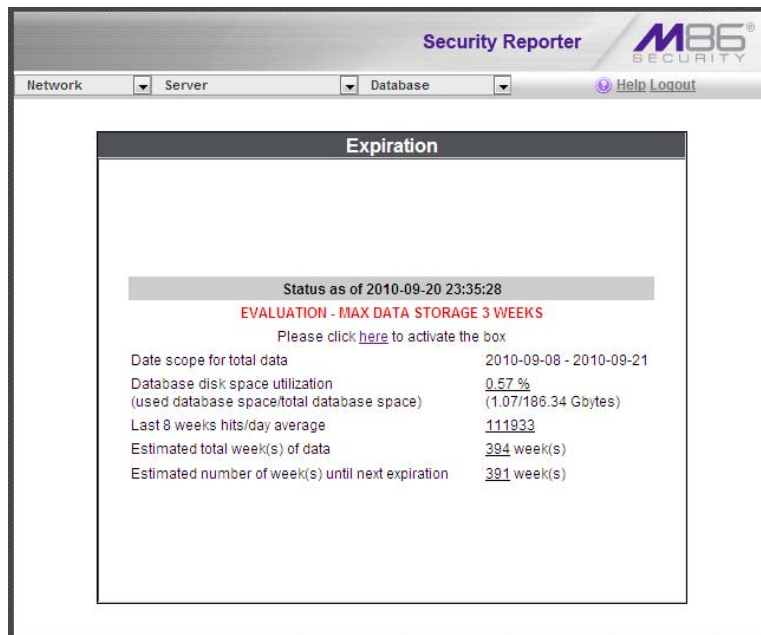 Security Reporter
M86®
SECURITY
Network Server Database Help Logout
Expiration
Status as of 2010-09-20 23:35:28
EVALUATION - MAX DATA STORAGE 3 WEEKS
Please click here to activate the box
Date scope for total data 2010-09-08 - 2010-09-21
Database disk space utilization 0.57 %
(used database space/total database space) (1.07/186.34 Gbytes)
Last 8 weeks hits/day average 111933
Estimated total week(s) of data 394 week(s)
Estimated number of week(s) until next expiration 391 week(s)